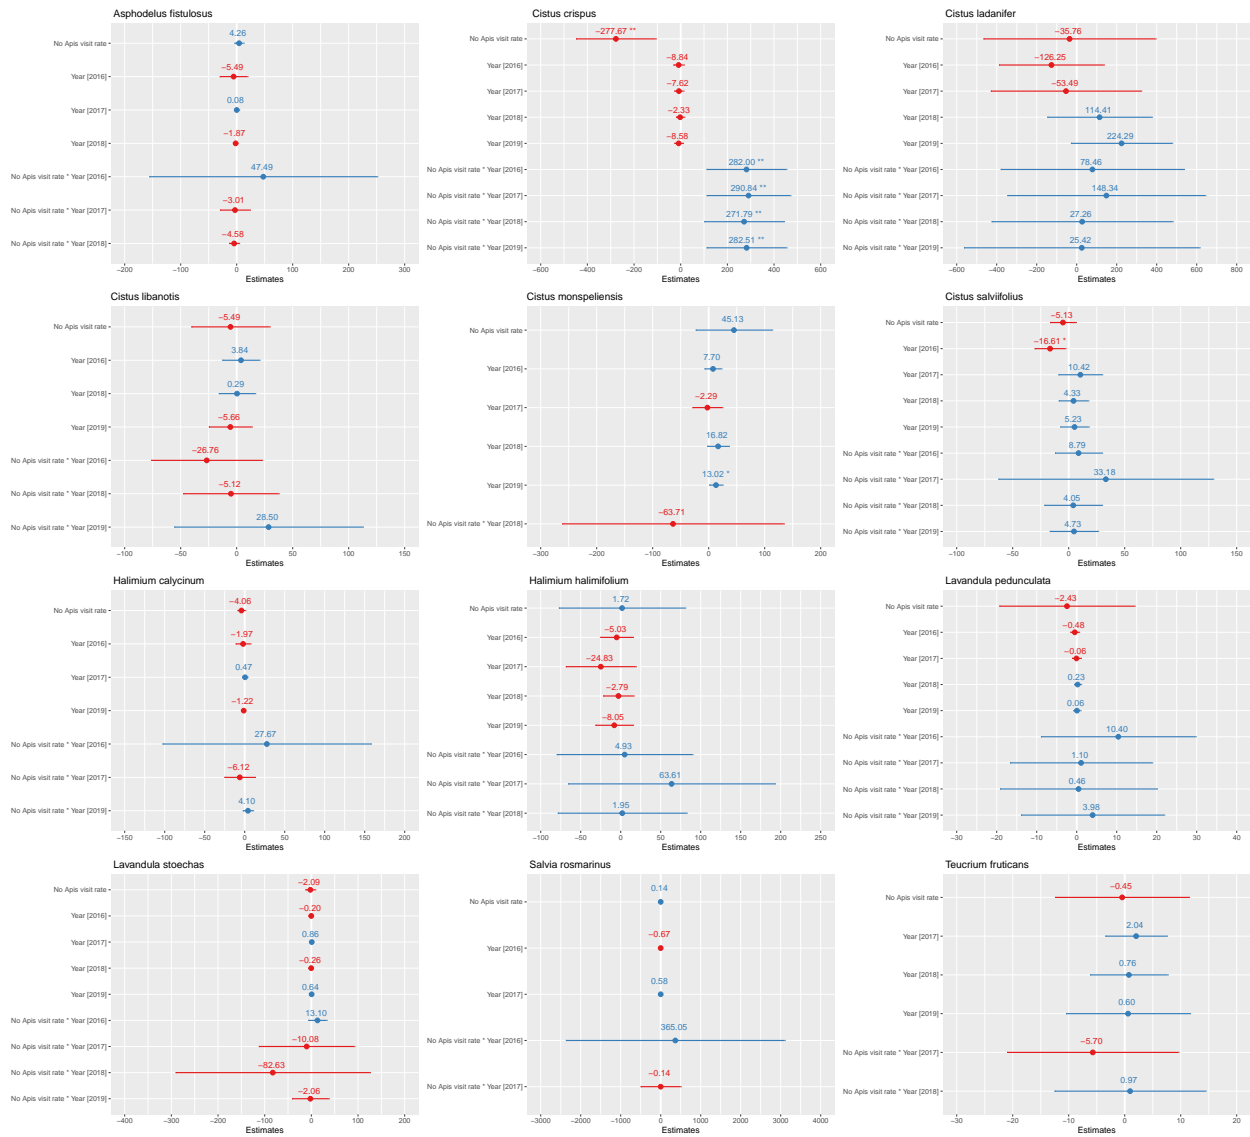 Asphodelus fistulosus
No Apis visit rate
4.26
Year [2016]
−5.49
Year [2017]
0.08
Year [2018]
−1.87
No Apis visit rate * Year [2016]
47.49
No Apis visit rate * Year [2017]
−3.01
No Apis visit rate * Year [2018]
−4.58
−200 −100 0 100 200 300
Estimates
Cistus crispus
No Apis visit rate
−277.67 **
Year [2016]
−8.84
Year [2017]
−7.62
Year [2018]
−2.33
Year [2019]
−8.58
No Apis visit rate * Year [2016]
282.00 **
No Apis visit rate * Year [2017]
290.84 **
No Apis visit rate * Year [2018]
271.79 **
No Apis visit rate * Year [2019]
282.51 **
−600 −400 −200 0 200 400 600
Estimates
Cistus ladanifer
No Apis visit rate
−35.76
Year [2016]
−126.25
Year [2017]
−53.49
Year [2018]
114.41
Year [2019]
224.29
No Apis visit rate * Year [2016]
78.46
No Apis visit rate * Year [2017]
148.34
No Apis visit rate * Year [2018]
27.26
No Apis visit rate * Year [2019]
25.42
−600 −400 −200 0 200 400 600 800
Estimates
Cistus libanotis
No Apis visit rate
−5.49
Year [2016]
3.84
Year [2018]
0.29
Year [2019]
−5.66
No Apis visit rate * Year [2016]
−26.76
No Apis visit rate * Year [2018]
−5.12
No Apis visit rate * Year [2019]
28.50
−100 −50 0 50 100 150
Estimates
Cistus monspeliensis
No Apis visit rate
45.13
Year [2016]
7.70
Year [2017]
−2.29
Year [2018]
16.82
Year [2019]
13.02 *
No Apis visit rate * Year [2018]
−63.71
−300 −200 −100 0 100 200
Estimates
Cistus salviifolius
No Apis visit rate
−5.13
Year [2016]
−16.61 *
Year [2017]
10.42
Year [2018]
4.33
Year [2019]
5.23
No Apis visit rate * Year [2016]
8.79
No Apis visit rate * Year [2017]
33.18
No Apis visit rate * Year [2018]
4.05
No Apis visit rate * Year [2019]
4.73
−100 −50 0 50 100 150
Estimates
Halimium calycinum
No Apis visit rate
−4.06
Year [2016]
−1.97
Year [2017]
0.47
Year [2019]
−1.22
No Apis visit rate * Year [2016]
27.67
No Apis visit rate * Year [2017]
−6.12
No Apis visit rate * Year [2019]
4.10
−150 −100 −50 0 50 100 150 200
Estimates
Halimium halimifolium
No Apis visit rate
1.72
Year [2016]
−5.03
Year [2017]
−24.83
Year [2018]
−2.79
Year [2019]
−8.05
No Apis visit rate * Year [2016]
4.93
No Apis visit rate * Year [2017]
63.61
No Apis visit rate * Year [2018]
1.95
−100 −50 0 50 100 150 200 250
Estimates
Lavandula pedunculata
No Apis visit rate
−2.43
Year [2016]
−0.48
Year [2017]
−0.06
Year [2018]
0.23
Year [2019]
0.06
No Apis visit rate * Year [2016]
10.40
No Apis visit rate * Year [2017]
1.10
No Apis visit rate * Year [2018]
0.46
No Apis visit rate * Year [2019]
3.98
−30 −20 −10 0 10 20 30 40
Estimates
Lavandula stoechas
No Apis visit rate
−2.09
Year [2016]
−0.20
Year [2017]
0.86
Year [2018]
−0.26
Year [2019]
0.64
No Apis visit rate * Year [2016]
13.10
No Apis visit rate * Year [2017]
−10.08
No Apis visit rate * Year [2018]
−82.63
No Apis visit rate * Year [2019]
−2.06
−400 −300 −200 −100 0 100 200
Estimates
Salvia rosmarinus
No Apis visit rate
0.14
Year [2016]
−0.67
Year [2017]
0.58
No Apis visit rate * Year [2016]
365.05
No Apis visit rate * Year [2017]
−0.14
−3000 −2000 −1000 0 1000 2000 3000 4000
Estimates
Teucrium fruticans
No Apis visit rate
−0.45
Year [2017]
2.04
Year [2018]
0.76
Year [2019]
0.60
No Apis visit rate * Year [2017]
−5.70
No Apis visit rate * Year [2018]
0.97
−30 −20 −10 0 10 20
Estimates